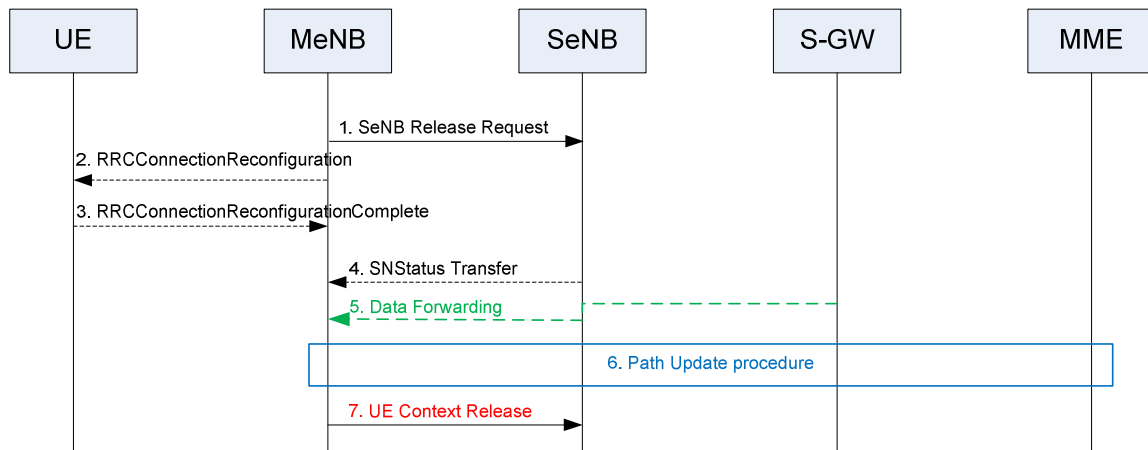 UE
MeNB
SeNB
S-GW
MME
1. SeNB Release Request
2. RRCConnectionReconfiguration
3. RRCConnectionReconfigurationComplete
4. SNStatus Transfer
5. Data Forwarding
6. Path Update procedure
7. UE Context Release